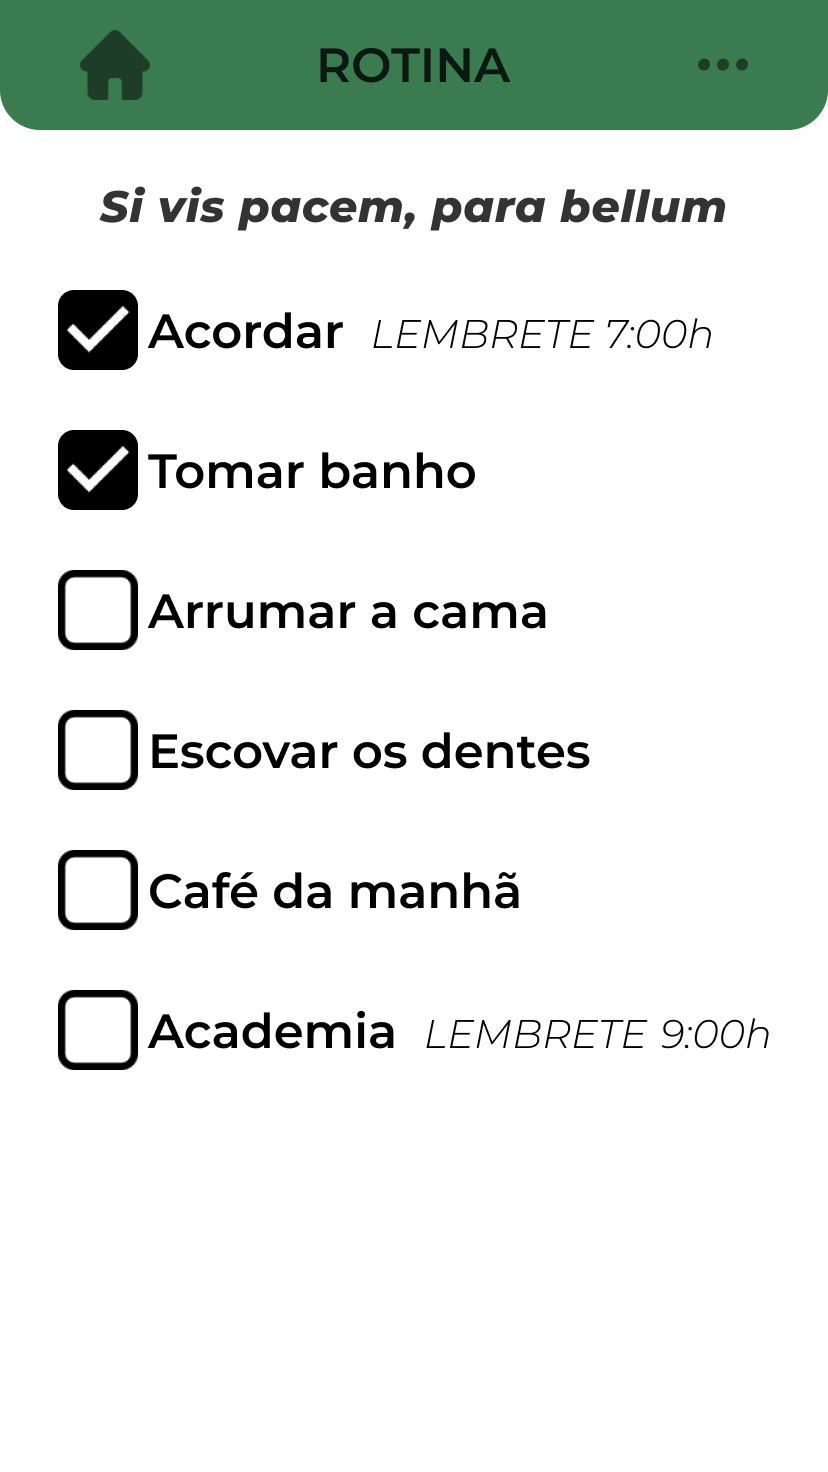 ROTINA
Si vis pacem, para bellum
Acordar LEMBRETE 7:00h
Tomar banho
Arrumar a cama
Escovar os dentes
Café da manhã
Academia LEMBRETE 9:00h